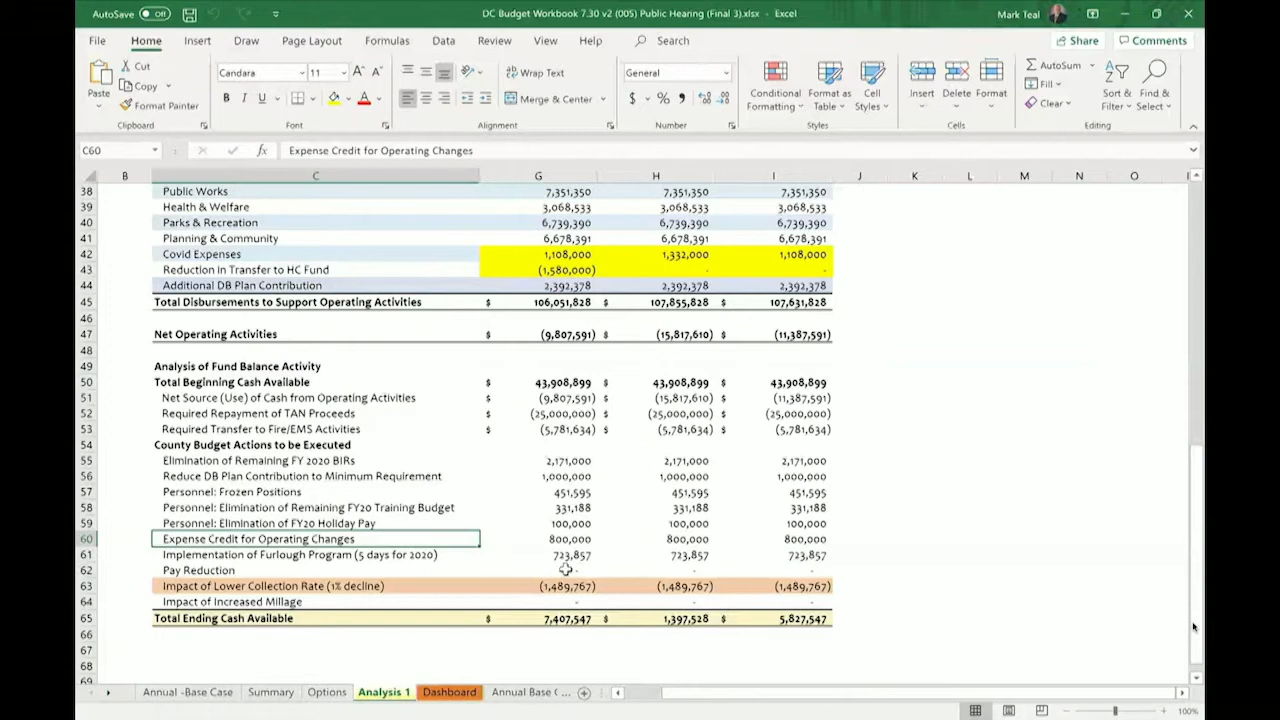 AutoSave Off DC Budget Workbook 7.30 v2 (005) Public Hearing (Final 3).xlsx - Excel Mark Teal
File Home Insert Draw Page Layout Formulas Data Review View Help Search Share Comments
Paste Cut Copy Format Painter Clipboard
Candara 11 A A B I U A Font
Wrap Text Merge & Center Alignment
General $ % , Number
Conditional Formatting Format as Table Cell Styles Styles
Insert Delete Format Cells
AutoSum Fill Clear Sort & Filter Find & Select Editing
C60 fx Expense Credit for Operating Changes
B C G H I J K L M N O
38 Public Works 7,351,350 7,351,350 7,351,350
39 Health & Welfare 3,068,533 3,068,533 3,068,533
40 Parks & Recreation 6,739,390 6,739,390 6,739,390
41 Planning & Community 6,678,391 6,678,391 6,678,391
42 Covid Expenses 1,108,000 1,332,000 1,108,000
43 Reduction in Transfer to HC Fund (1,580,000) - -
44 Additional DB Plan Contribution 2,392,378 2,392,378 2,392,378
45 Total Disbursements to Support Operating Activities $ 106,051,828 $ 107,855,828 $ 107,631,828
46
47 Net Operating Activities $ (9,807,591) $ (15,817,610) $ (11,387,591)
48
49 Analysis of Fund Balance Activity
50 Total Beginning Cash Available $ 43,908,899 $ 43,908,899 $ 43,908,899
51 Net Source (Use) of Cash from Operating Activities $ (9,807,591) $ (15,817,610) $ (11,387,591)
52 Required Repayment of TAN Proceeds $ (25,000,000) $ (25,000,000) $ (25,000,000)
53 Required Transfer to Fire/EMS Activities $ (5,781,634) $ (5,781,634) $ (5,781,634)
54 County Budget Actions to be Executed
55 Elimination of Remaining FY 2020 BIRs 2,171,000 2,171,000 2,171,000
56 Reduce DB Plan Contribution to Minimum Requirement 1,000,000 1,000,000 1,000,000
57 Personnel: Frozen Positions 451,595 451,595 451,595
58 Personnel: Elimination of Remaining FY20 Training Budget 331,188 331,188 331,188
59 Personnel: Elimination of FY20 Holiday Pay 100,000 100,000 100,000
60 Expense Credit for Operating Changes 800,000 800,000 800,000
61 Implementation of Furlough Program (5 days for 2020) 723,857 723,857 723,857
62 Pay Reduction - - -
63 Impact of Lower Collection Rate (1% decline) (1,489,767) (1,489,767) (1,489,767)
64 Impact of Increased Millage - - -
65 Total Ending Cash Available $ 7,407,547 $ 1,397,528 $ 5,827,547
66
67
68
69
Annual -Base Case Summary Options Analysis 1 Dashboard Annual Base C ...
100%